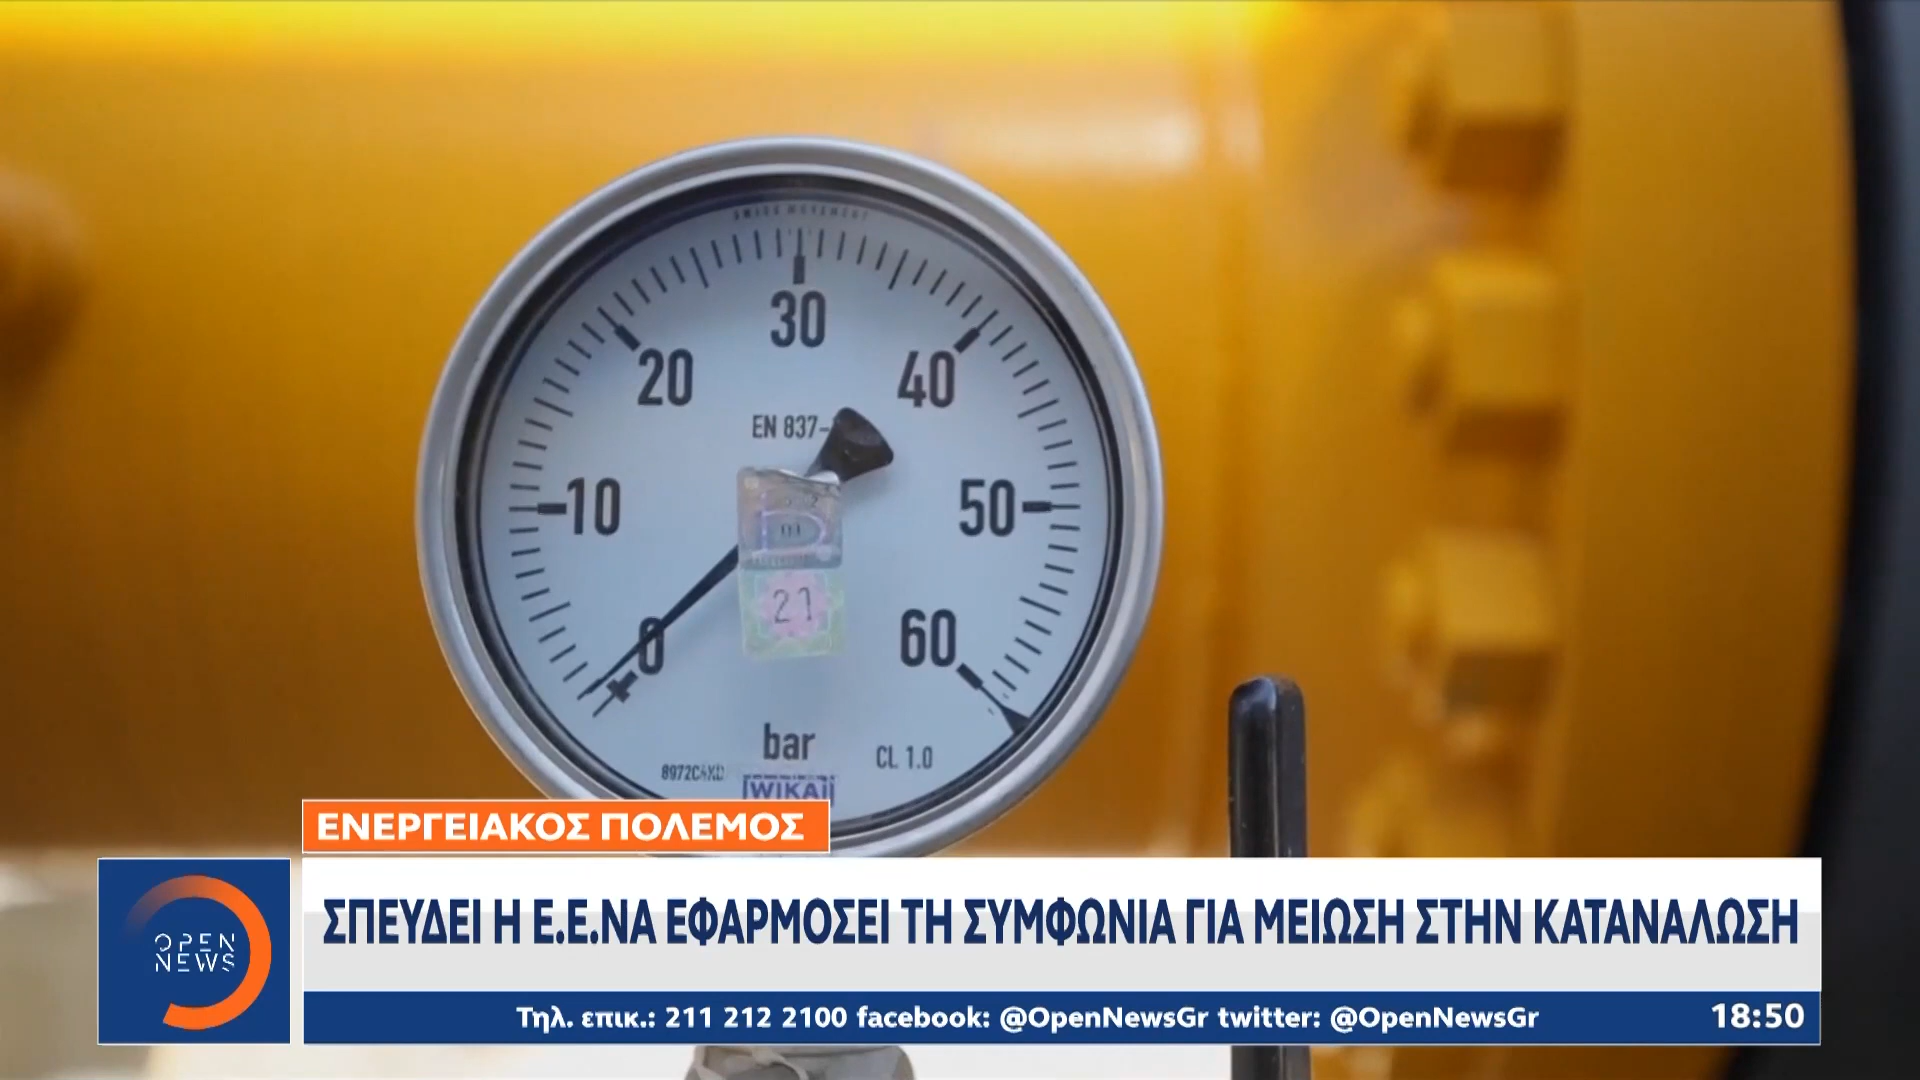 SWISS MOVEMENT
30
20
40
EN 837-
10
50
21
0
60
bar
CL 1.0
WIKAI
ΕΝΕΡΓΕΙΑΚΟΣ ΠΟΛΕΜΟΣ
ΣΠΕΥΔΕΙ Η Ε.Ε.ΝΑ ΕΦΑΡΜΟΣΕΙ ΤΗ ΣΥΜΦΩΝΙΑ ΓΙΑ ΜΕΙΩΣΗ ΣΤΗΝ ΚΑΤΑΝΑΛΩΣΗ
OPEN
NEWS
Τηλ. επικ.: 211 212 2100 facebook: @OpenNewsGr twitter: @OpenNewsGr
18:50